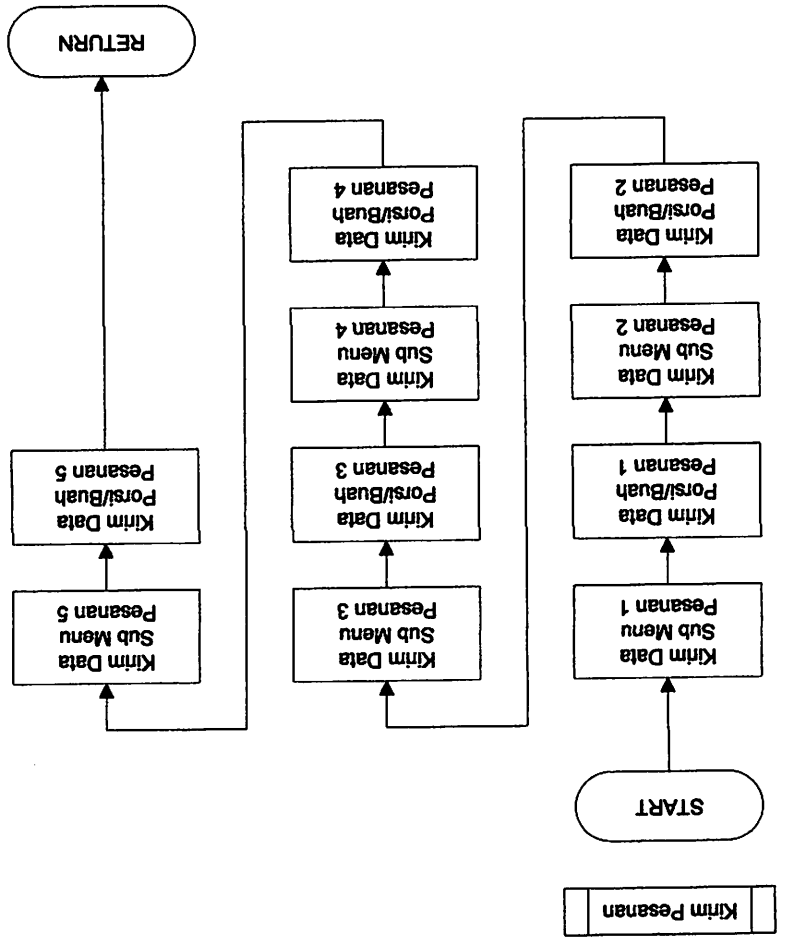 Kirim Pesanan
START
Kirim Data
Sub Menu
Pesanan 1
Kirim Data
Porsi/Buah
Pesanan 1
Kirim Data
Sub Menu
Pesanan 2
Kirim Data
Porsi/Buah
Pesanan 2
Kirim Data
Sub Menu
Pesanan 3
Kirim Data
Porsi/Buah
Pesanan 3
Kirim Data
Sub Menu
Pesanan 4
Kirim Data
Porsi/Buah
Pesanan 4
Kirim Data
Sub Menu
Pesanan 5
Kirim Data
Porsi/Buah
Pesanan 5
RETURN